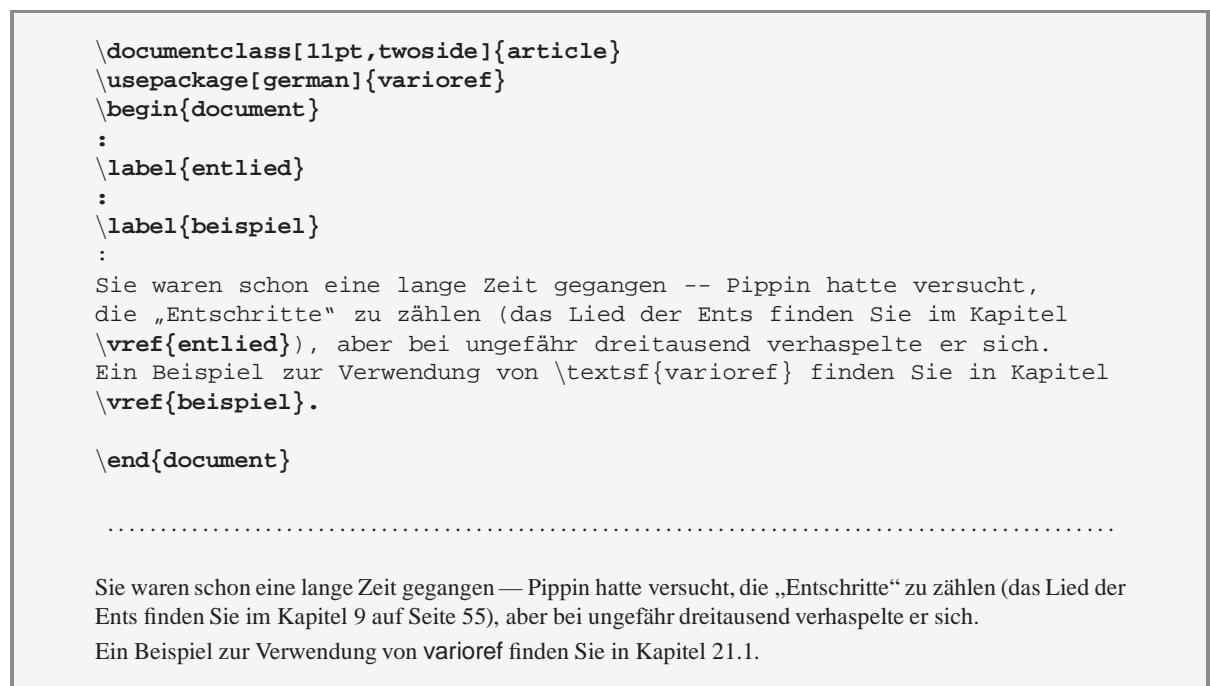 \documentclass[11pt,twoside]{article}
\usepackage[german]{varioref}
\begin{document}
:
\label{entlied}
:
\label{beispiel}
:
Sie waren schon eine lange Zeit gegangen -- Pippin hatte versucht,
die „Entschritte“ zu zählen (das Lied der Ents finden Sie im Kapitel
\vref{entlied}), aber bei ungefähr dreitausend verhaspelte er sich.
Ein Beispiel zur Verwendung von \textsf{varioref} finden Sie in Kapitel
\vref{beispiel}.
\end{document}
..........................................................................................
Sie waren schon eine lange Zeit gegangen — Pippin hatte versucht, die „Entschritte“ zu zählen (das Lied der
Ents finden Sie im Kapitel 9 auf Seite 55), aber bei ungefähr dreitausend verhaspelte er sich.
Ein Beispiel zur Verwendung von varioref finden Sie in Kapitel 21.1.